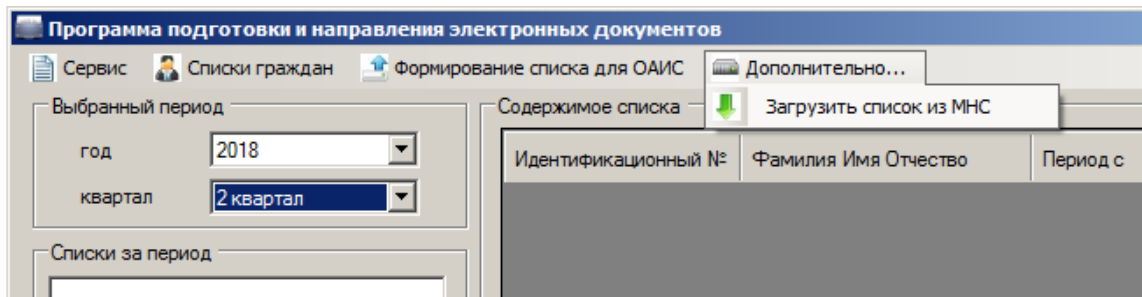 Программа подготовки и направления электронных документов
Сервис Списки граждан Формирование списка для ОАИС Дополнительно...
Загрузить список из МНС
Выбранный период
год 2018
квартал 2 квартал
Списки за период
Содержимое списка
Идентификационный № Фамилия Имя Отчество Период с